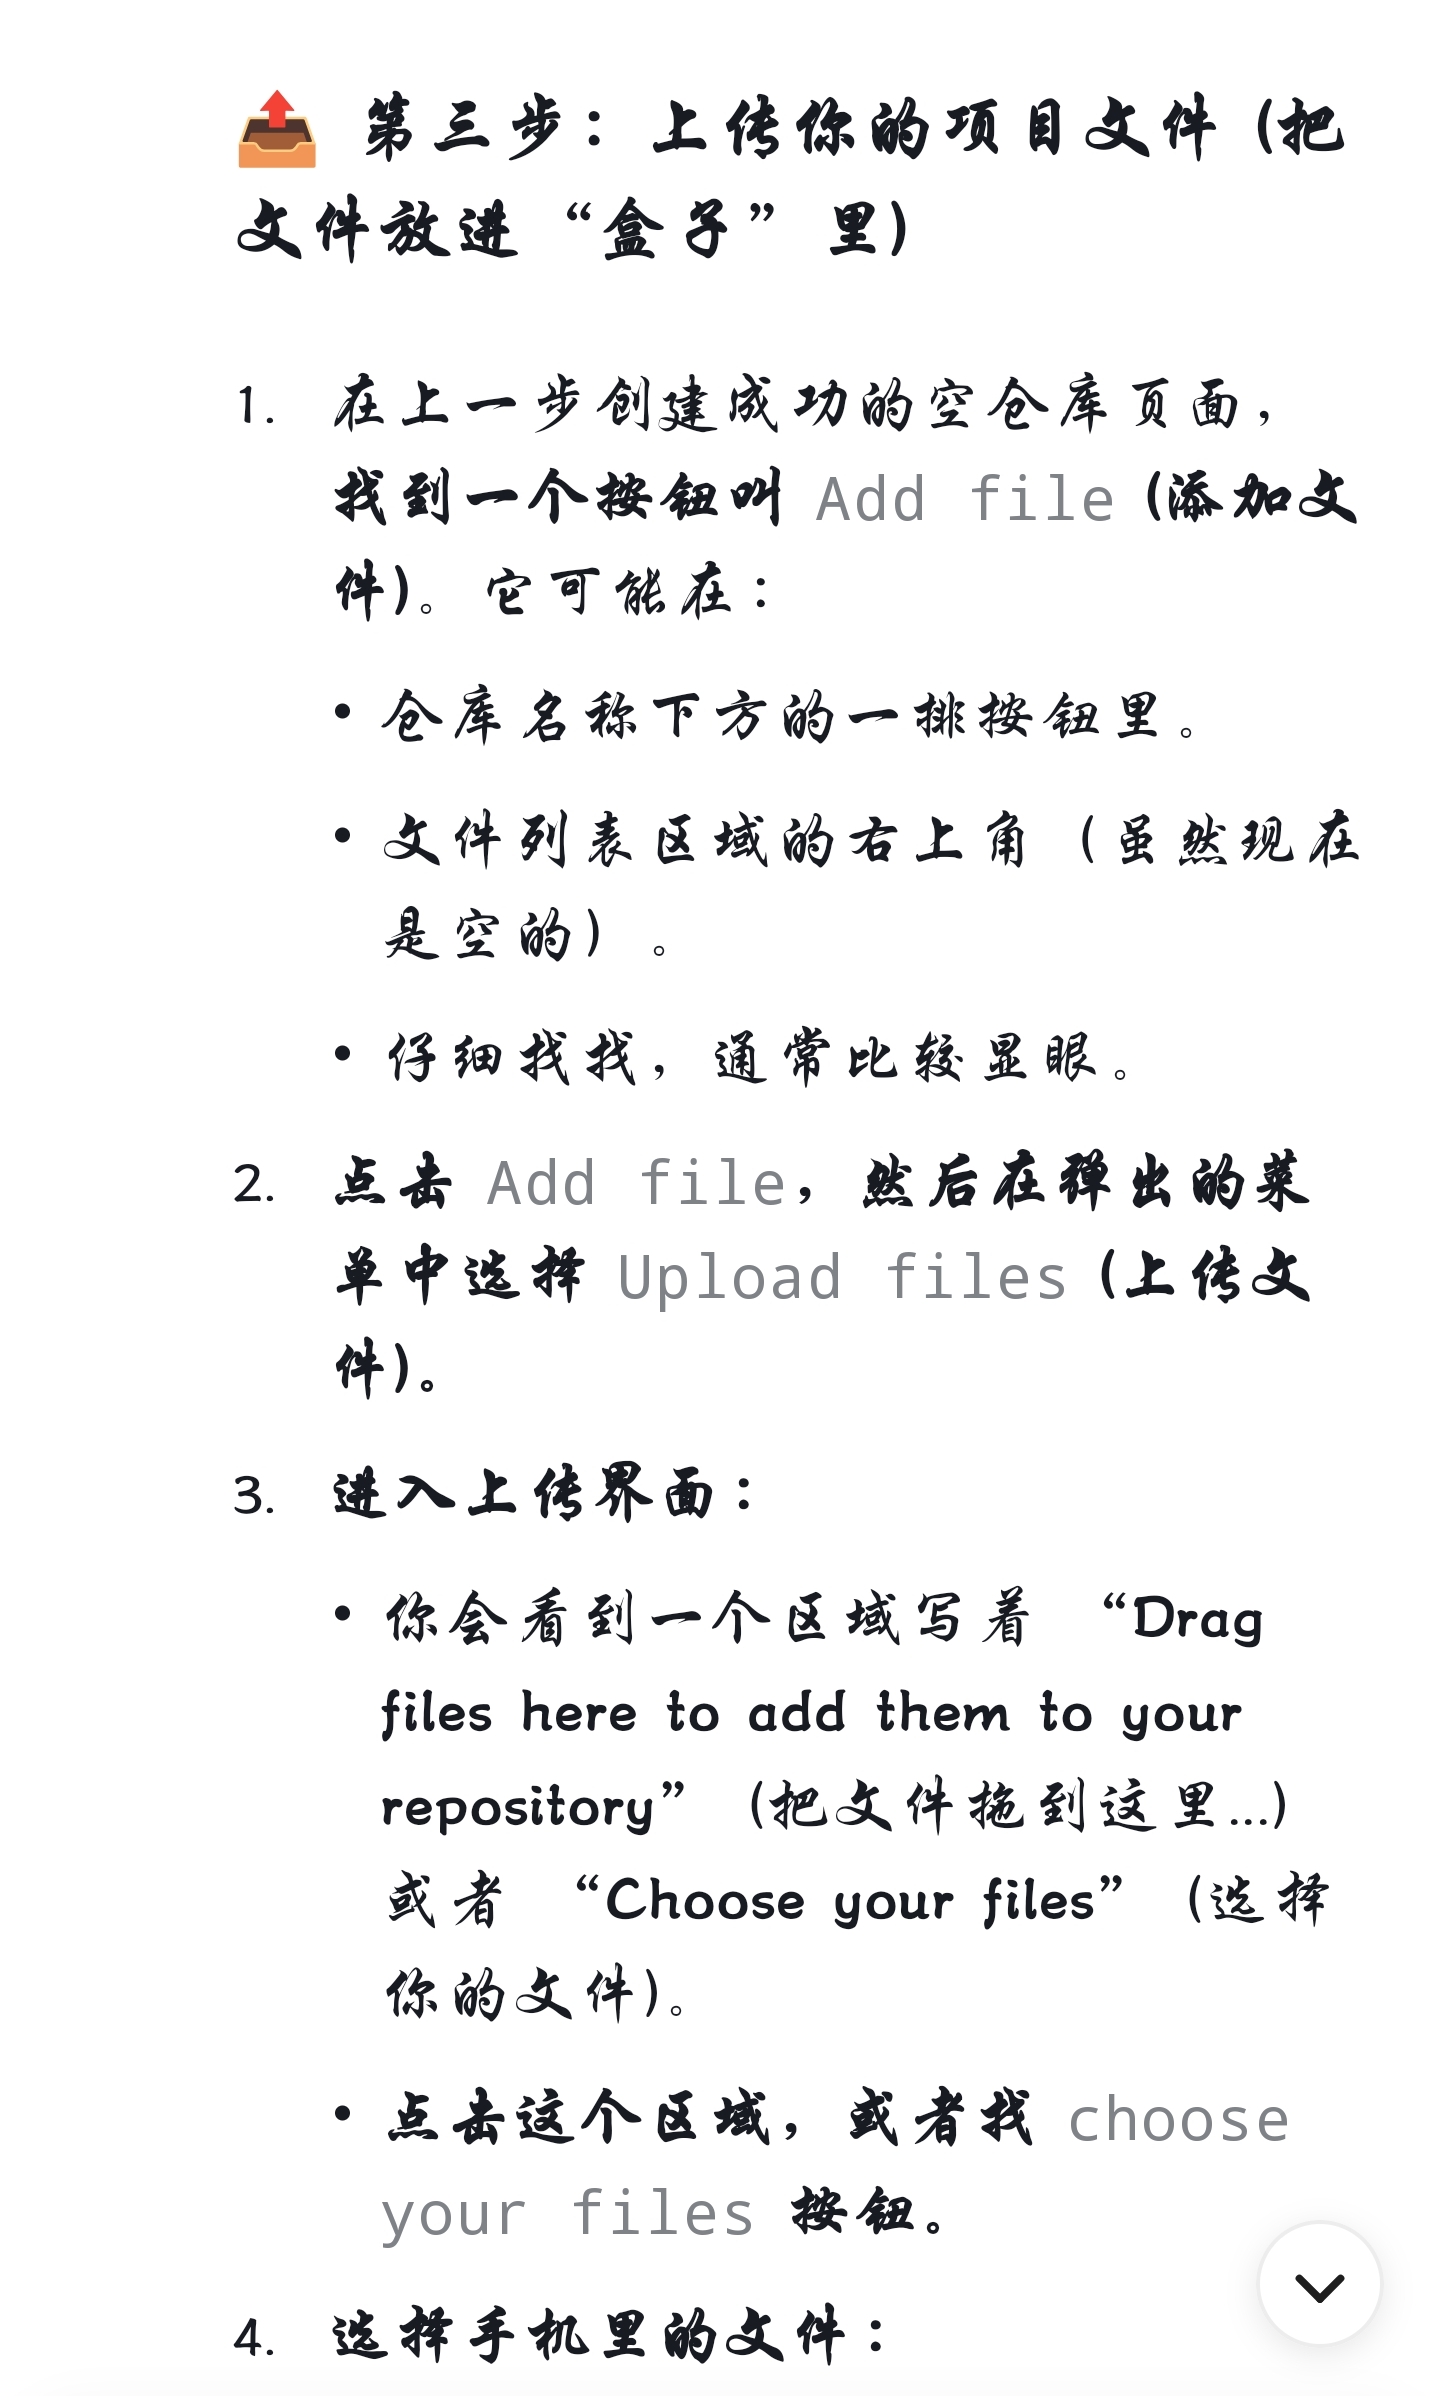 📤 第三步：上传你的项目文件 (把
文件放进“盒子”里)
1. 在上一步创建成功的空仓库页面，
找到一个按钮叫 Add file (添加文
件)。它可能在：
• 仓库名称下方的一排按钮里。
• 文件列表区域的右上角（虽然现在
是空的）。
• 仔细找找，通常比较显眼。
2. 点击 Add file，然后在弹出的菜
单中选择 Upload files (上传文
件)。
3. 进入上传界面：
• 你会看到一个区域写着 “Drag
files here to add them to your
repository” (把文件拖到这里...)
或者 “Choose your files” (选择
你的文件)。
• 点击这个区域，或者找 choose
your files 按钮。
4. 选择手机里的文件：